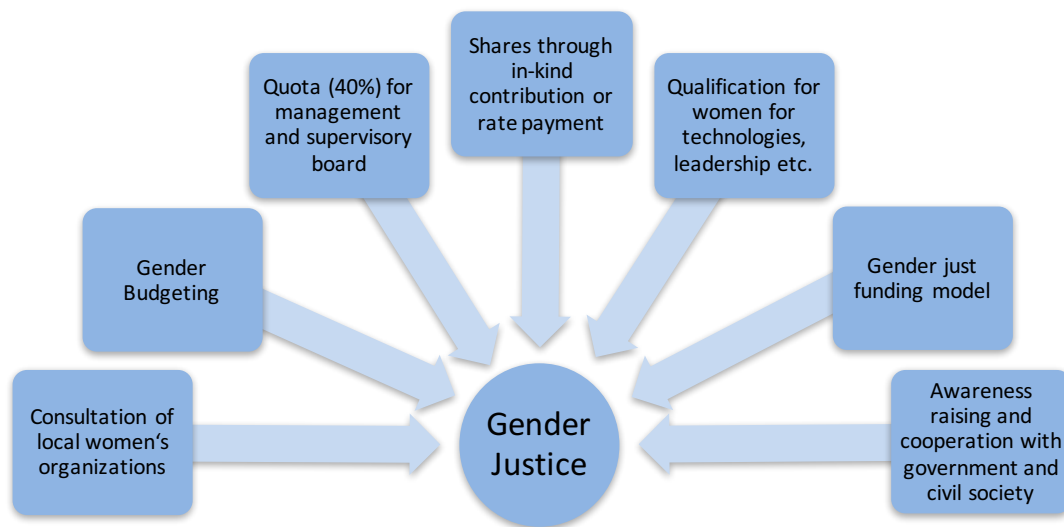 Shares through
in-kind
contribution or
rate payment
Quota (40%) for
management
and supervisory
board
Qualification for
women for
technologies,
leadership etc.
Gender
Budgeting
Gender just
funding model
Consultation of
local women‘s
organizations
Gender
Justice
Awareness
raising and
cooperation with
government and
civil society